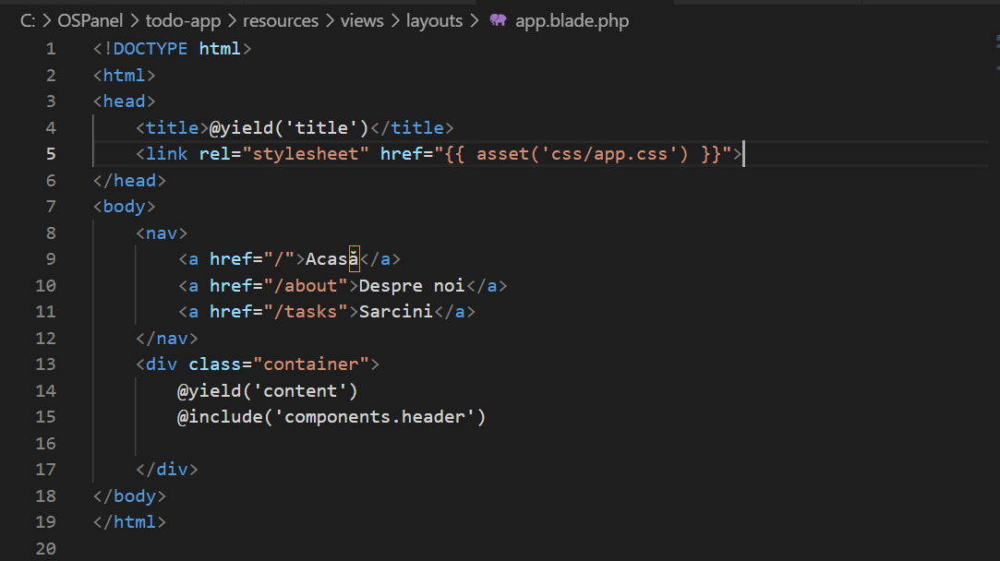 C: > OSPanel > todo-app > resources > views > layouts > app.blade.php
1 <!DOCTYPE html>
2 <html>
3 <head>
4 <title>@yield('title')</title>
5 <link rel="stylesheet" href="{{ asset('css/app.css') }}">
6 </head>
7 <body>
8 <nav>
9 <a href="/">Acasă</a>
10 <a href="/about">Despre noi</a>
11 <a href="/tasks">Sarcini</a>
12 </nav>
13 <div class="container">
14 @yield('content')
15 @include('components.header')
16
17 </div>
18 </body>
19 </html>
20